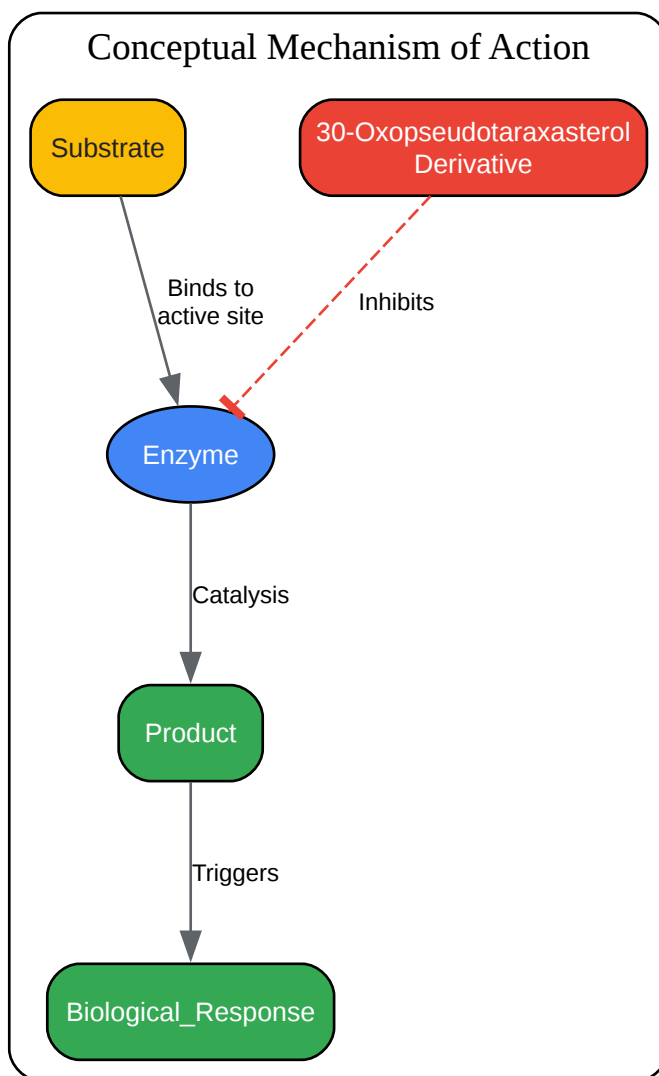 Conceptual Mechanism of Action
Substrate
30-Oxopseudotaraxasterol
Derivative
Binds to
active site
Inhibits
Enzyme
Catalysis
Product
Triggers
Biological_Response